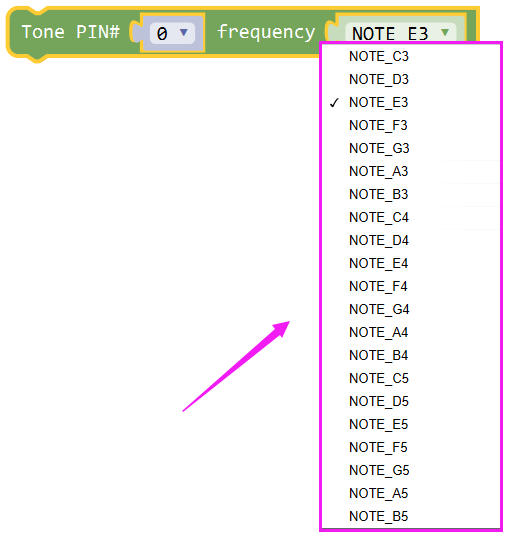 Tone PIN# 0 frequency NOTE_E3
NOTE_C3
NOTE_D3
NOTE_E3
NOTE_F3
NOTE_G3
NOTE_A3
NOTE_B3
NOTE_C4
NOTE_D4
NOTE_E4
NOTE_F4
NOTE_G4
NOTE_A4
NOTE_B4
NOTE_C5
NOTE_D5
NOTE_E5
NOTE_F5
NOTE_G5
NOTE_A5
NOTE_B5